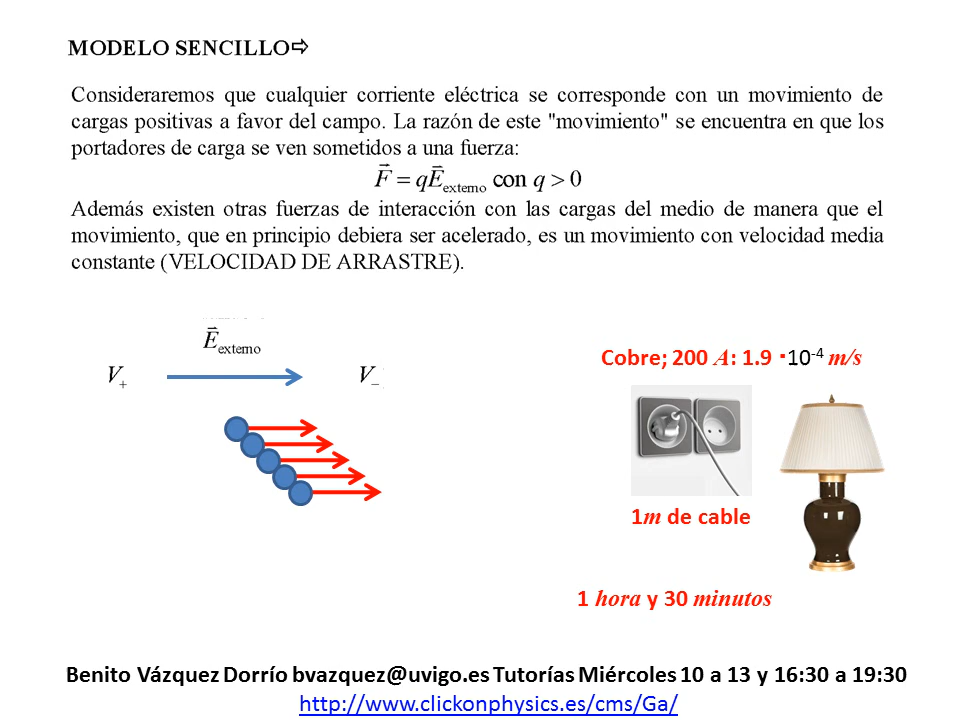 MODELO SENCILLO⇨
Consideraremos que cualquier corriente eléctrica se corresponde con un movimiento de
cargas positivas a favor del campo. La razón de este "movimiento" se encuentra en que los
portadores de carga se ven sometidos a una fuerza:
F⃗ = qE⃗externo con q > 0
Además existen otras fuerzas de interacción con las cargas del medio de manera que el
movimiento, que en principio debiera ser acelerado, es un movimiento con velocidad media
constante (VELOCIDAD DE ARRASTRE).
E⃗externo
V₊ V₋
Cobre; 200 A: 1.9 ·10⁻⁴ m/s
1m de cable
1 hora y 30 minutos
Benito Vázquez Dorrío bvazquez@uvigo.es Tutorías Miércoles 10 a 13 y 16:30 a 19:30
http://www.clickonphysics.es/cms/Ga/